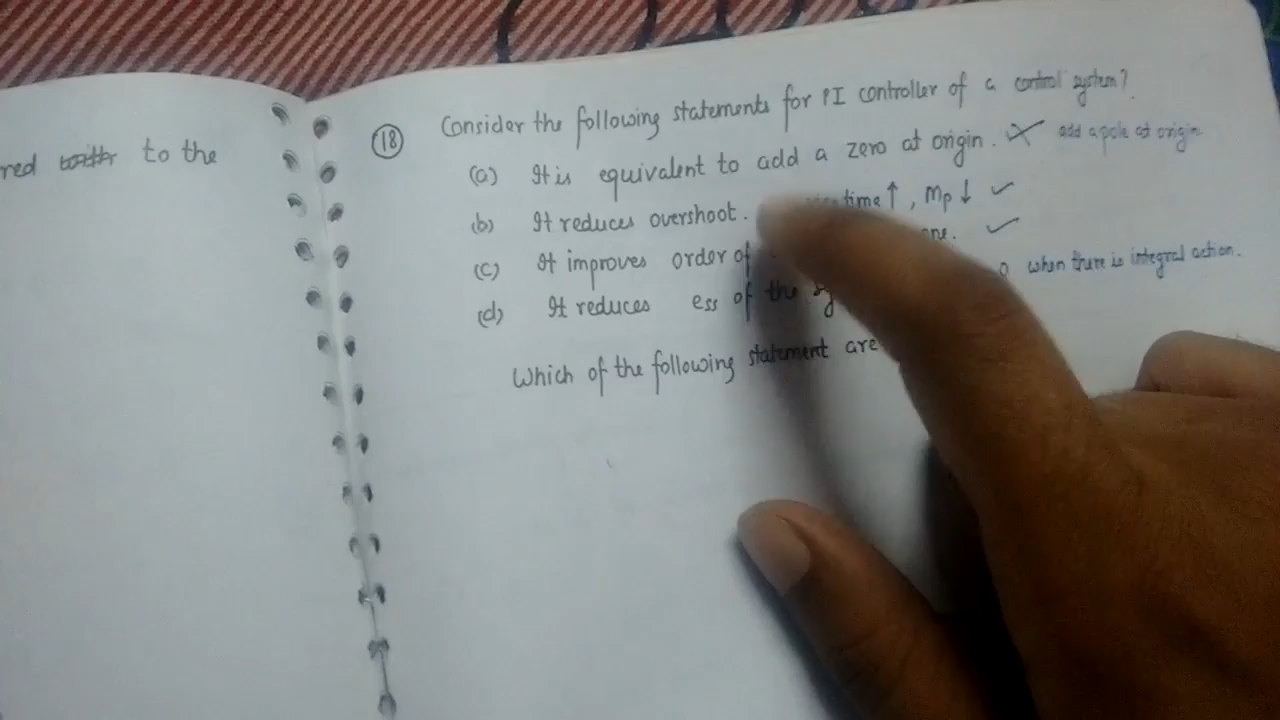 red to the
18 Consider the following statements for PI controller of a control system?
(a) It is equivalent to add a zero at origin. ✗ add a pole at origin
(b) It reduces overshoot. time ↑, Mp ↓ ✓
(c) It improves order of ✓
(d) It reduces ess of the when there is integral action.
Which of the following statement are